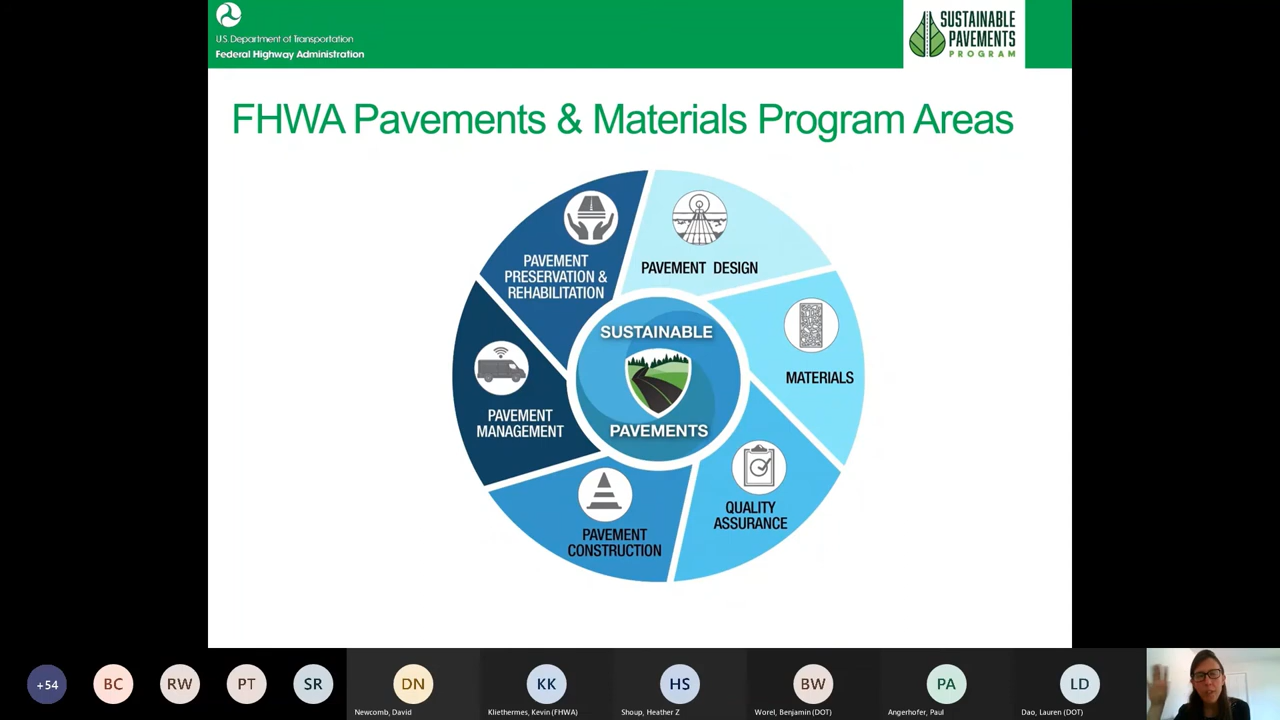 U.S. Department of Transportation
Federal Highway Administration
SUSTAINABLE
PAVEMENTS
PROGRAM
FHWA Pavements & Materials Program Areas
PAVEMENT
PRESERVATION &
REHABILITATION
PAVEMENT DESIGN
SUSTAINABLE
PAVEMENTS
MATERIALS
PAVEMENT
MANAGEMENT
QUALITY
ASSURANCE
PAVEMENT
CONSTRUCTION
+54
BC
RW
PT
SR
DN
Newcomb, David
KK
Kliethermes, Kevin (FHWA)
HS
Shoup, Heather Z
BW
Worel, Benjamin (DOT)
PA
Angerhofer, Paul
LD
Dao, Lauren (DOT)